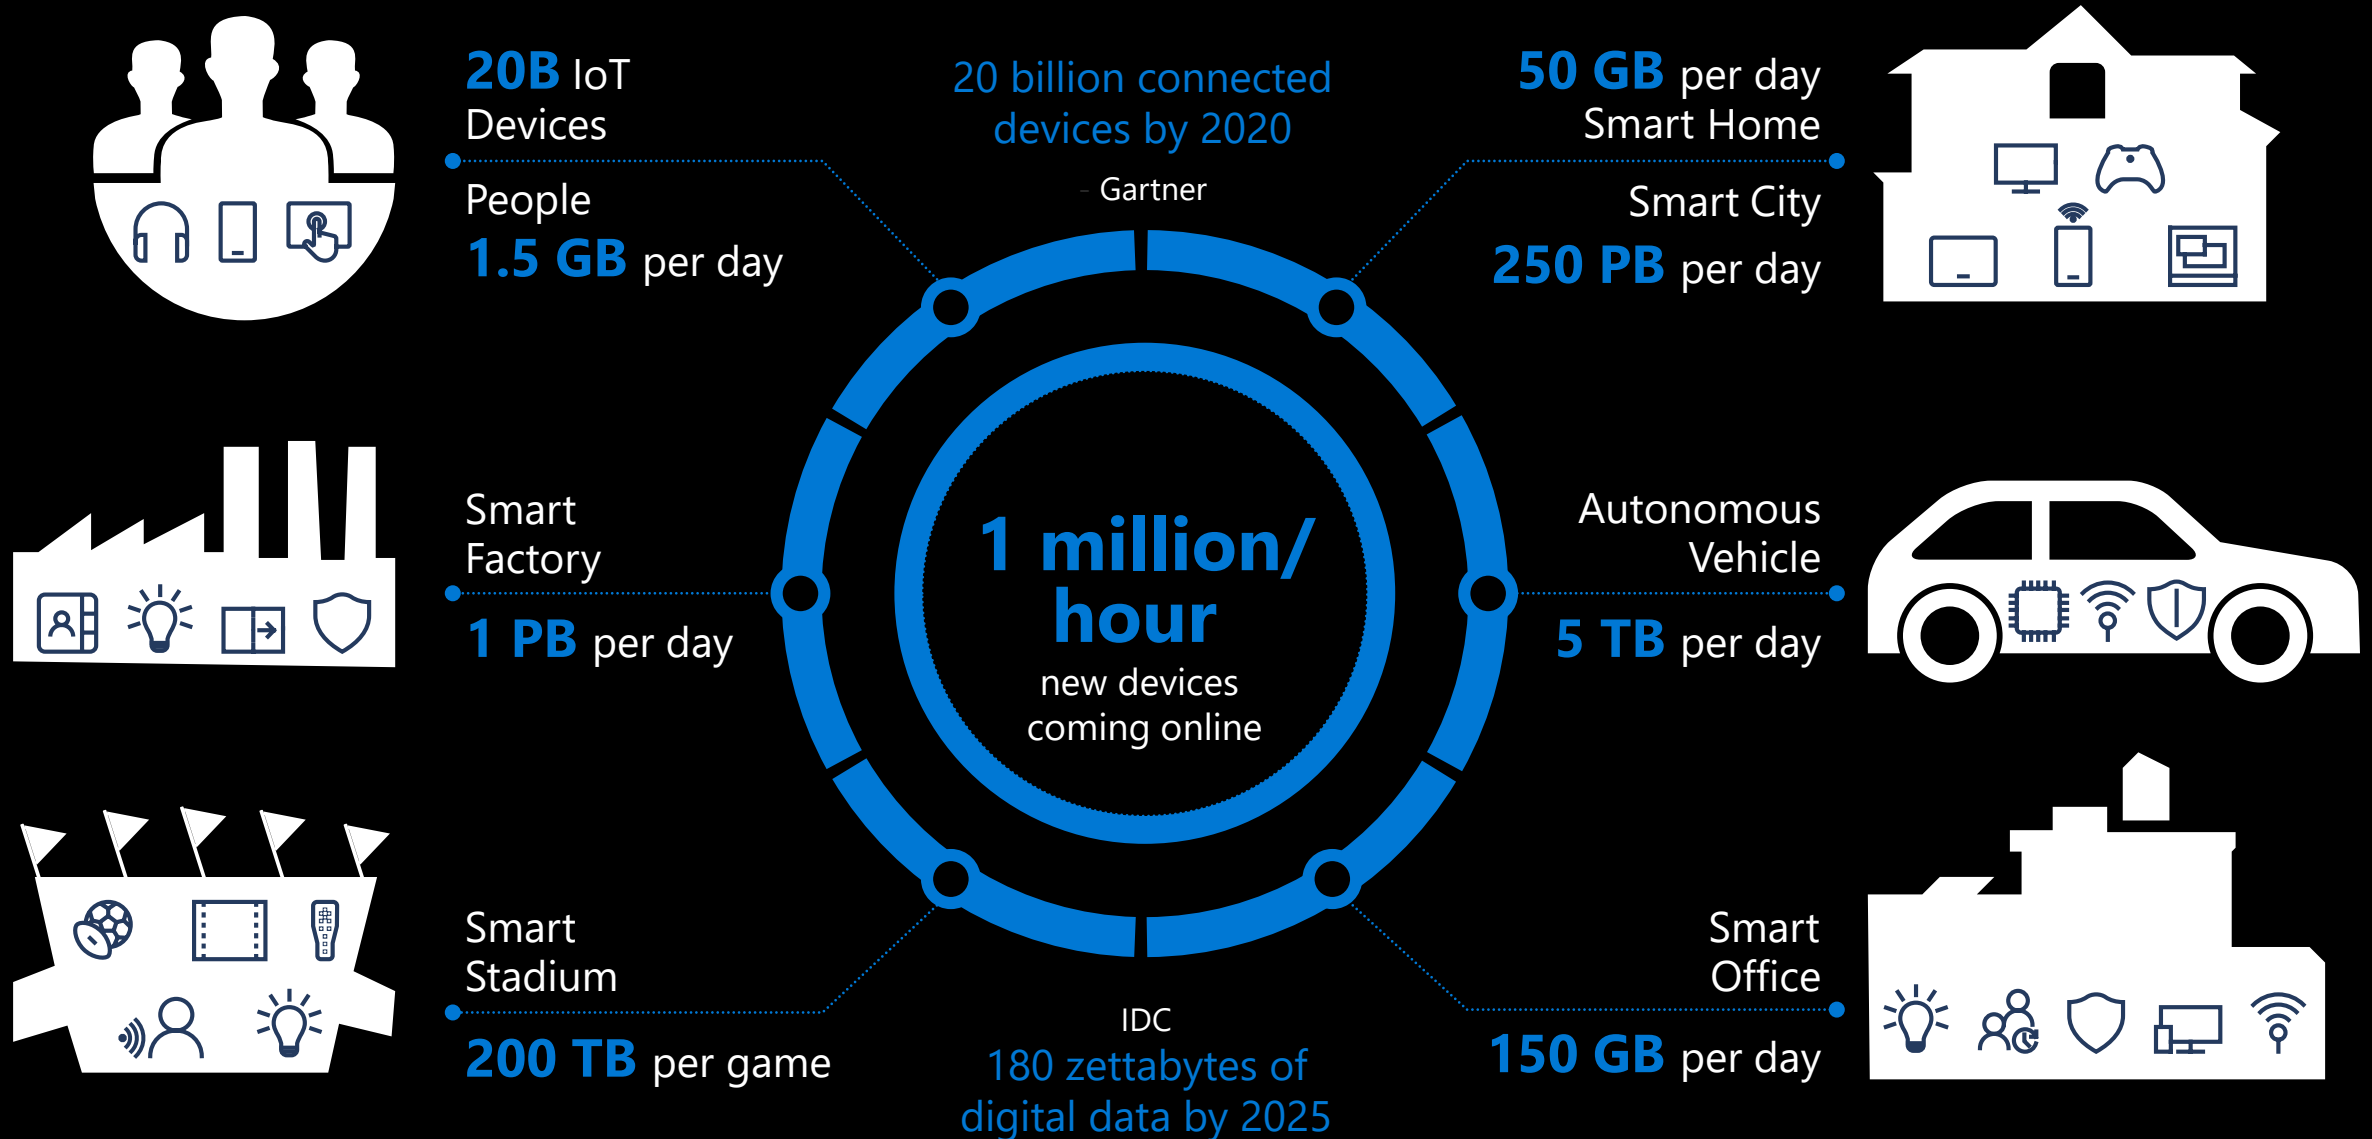 20B IoT
Devices
People
1.5 GB per day
20 billion connected
devices by 2020
- Gartner
50 GB per day
Smart Home
Smart City
250 PB per day
Smart
Factory
1 PB per day
1 million/
hour
new devices
coming online
Autonomous
Vehicle
5 TB per day
Smart
Stadium
200 TB per game
IDC
180 zettabytes of
digital data by 2025
Smart
Office
150 GB per day